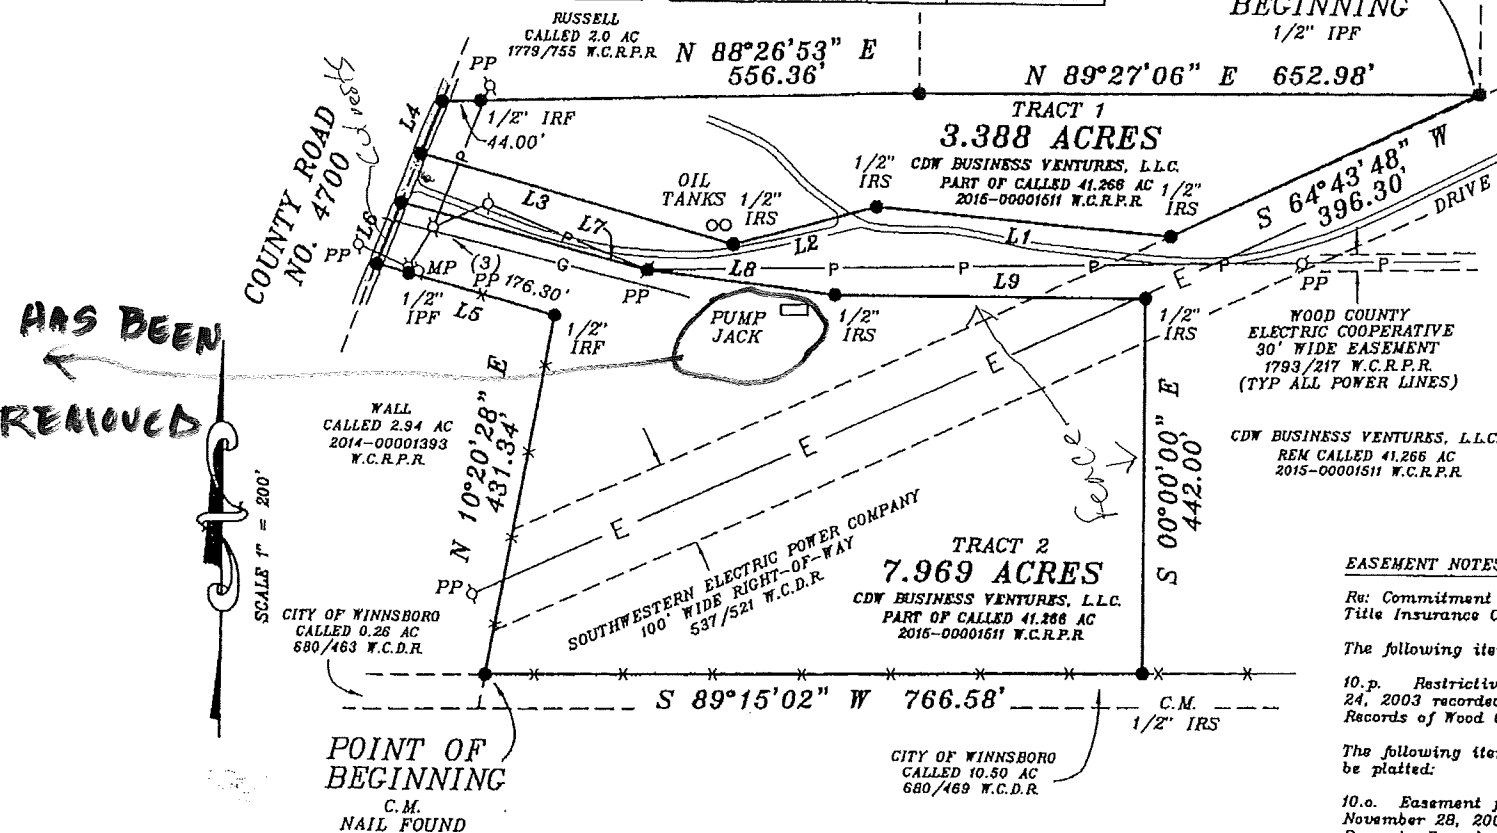 RUSSELL
CALLED 2.0 AC
1779/755 W.C.R.P.R.
N 88°26'53" E
556.36'
BEGINNING
1/2" IPF
N 89°27'06" E 652.98'
PP
1/2" IRF
44.00'
L4
COUNTY ROAD
NO. 4700
TRACT 1
3.388 ACRES
CDW BUSINESS VENTURES, L.L.C.
PART OF CALLED 41.266 AC
2015-00001511 W.C.R.P.R.
1/2"
IRS
1/2"
IRS
S 64°43'48" W
396.30'
DRIVE
OIL
TANKS
1/2"
IRS
P
L3
L7
L2
L1
L6
PP
MP
(3)
PP
176.30'
P
G
L8
P
P
P
E
P
P
L9
PP
PP
1/2"
IPF
L5
1/2"
IRF
PUMP
JACK
1/2"
IRS
1/2"
IRS
WOOD COUNTY
ELECTRIC COOPERATIVE
30' WIDE EASEMENT
1793/217 W.C.R.P.R.
(TYP ALL POWER LINES)
HAS BEEN
REMOVED
WALL
CALLED 2.94 AC
2014-00001393
W.C.R.P.R.
N 10°20'28" E
431.34'
E
E
E
fence
S 00°00'00" E
442.00'
CDW BUSINESS VENTURES, L.L.C.
REM CALLED 41.266 AC
2015-00001511 W.C.R.P.R.
SCALE 1" = 200'
PP
SOUTHWESTERN ELECTRIC POWER COMPANY
100' WIDE RIGHT-OF-WAY
537/521 W.C.D.R.
TRACT 2
7.969 ACRES
CDW BUSINESS VENTURES, L.L.C.
PART OF CALLED 41.266 AC
2015-00001511 W.C.R.P.R.
CITY OF WINNSBORO
CALLED 0.26 AC
680/463 W.C.D.R.
S 89°15'02" W 766.58'
C.M.
1/2" IRS
POINT OF
BEGINNING
C.M.
NAIL FOUND
CITY OF WINNSBORO
CALLED 10.50 AC
680/469 W.C.D.R.
EASEMENT NOTES
Re: Commitment
Title Insurance
The following
10.p. Restrictiv
24, 2003 recorded
Records of Wood
The following
be platted:
10.o. Easement
November 28,